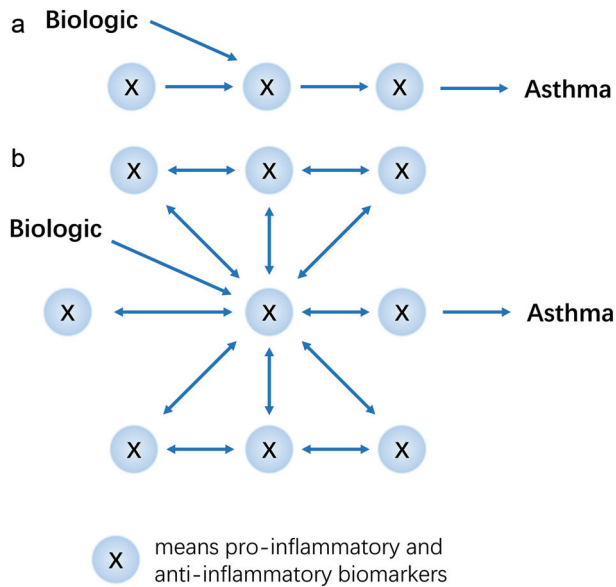 a
Biologic
X X X
Asthma
b
X X X
Biologic
X X X
Asthma
X X X
X
means pro-inflammatory and
anti-inflammatory biomarkers